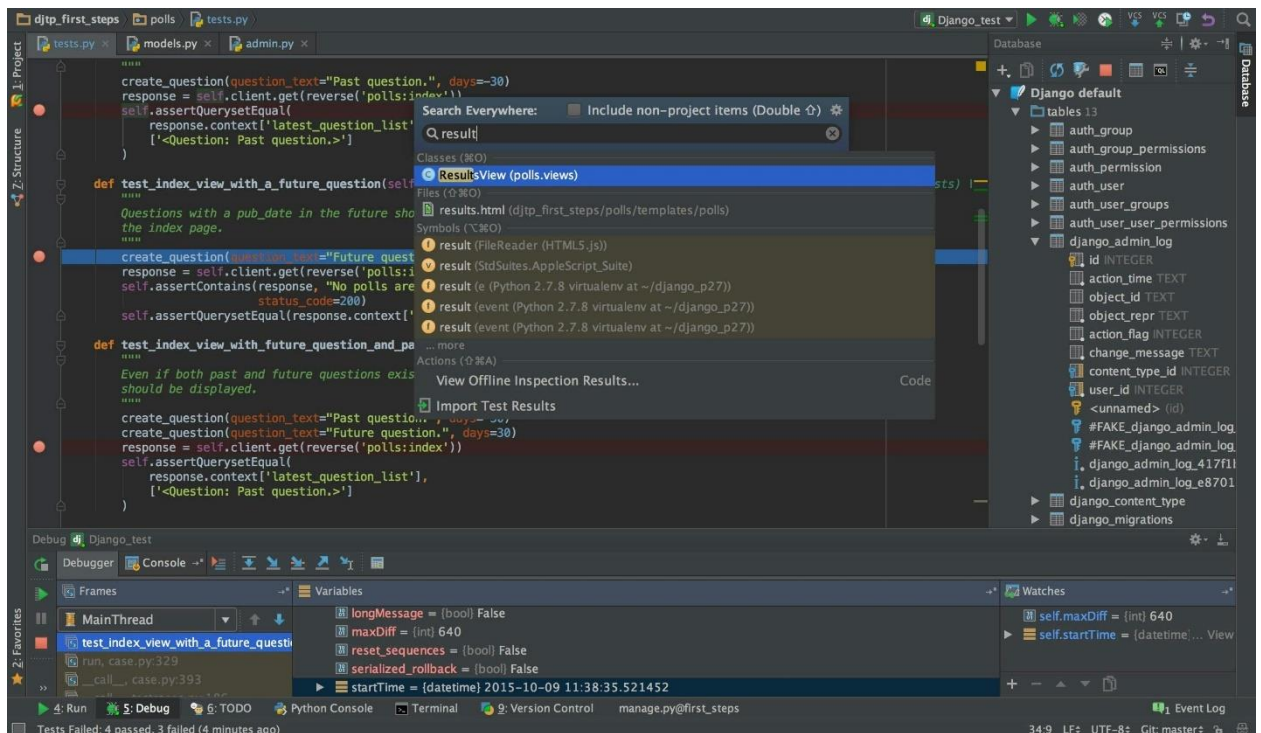 djtp_first_steps polls tests.py Django_test
tests.py × models.py × admin.py ×
Database
1: Project
Z: Structure
2: Favorites
Database
"""
create_question(question_text="Past question.", days=-30)
response = self.client.get(reverse('polls:index'))
self.assertQuerysetEqual(
response.context['latest_question_list'
['<Question: Past question.>']
)
def test_index_view_with_a_future_question(self
"""
Questions with a pub_date in the future sho
the index page.
"""
create_question(question_text="Future quest
response = self.client.get(reverse('polls:i
self.assertContains(response, "No polls are
status_code=200)
self.assertQuerysetEqual(response.context['
def test_index_view_with_future_question_and_pa
"""
Even if both past and future questions exis
should be displayed.
"""
create_question(question_text="Past question.", days=-30)
create_question(question_text="Future question.", days=30)
response = self.client.get(reverse('polls:index'))
self.assertQuerysetEqual(
response.context['latest_question_list'],
['<Question: Past question.>']
)
Search Everywhere: Include non-project items (Double ⇧)
result
Classes (⌘O)
ResultsView (polls.views)
Files (⇧⌘O)
results.html (djtp_first_steps/polls/templates/polls)
Symbols (⌥⌘O)
result (FileReader (HTML5.js))
result (StdSuites.AppleScript_Suite)
result (e (Python 2.7.8 virtualenv at ~/django_p27))
result (event (Python 2.7.8 virtualenv at ~/django_p27))
result (event (Python 2.7.8 virtualenv at ~/django_p27))
... more
Actions (⇧⌘A)
View Offline Inspection Results... Code
Import Test Results
Django default
tables 13
auth_group
auth_group_permissions
auth_permission
auth_user
auth_user_groups
auth_user_user_permissions
django_admin_log
id INTEGER
action_time TEXT
object_id TEXT
object_repr TEXT
action_flag INTEGER
change_message TEXT
content_type_id INTEGER
user_id INTEGER
<unnamed> (id)
#FAKE_django_admin_log_
#FAKE_django_admin_log_
django_admin_log_417f1
django_admin_log_e8701
django_content_type
django_migrations
Debug Django_test
Debugger Console
Frames
MainThread
test_index_view_with_a_future_questi
run, case.py:329
__call__, case.py:393
Variables
longMessage = {bool} False
maxDiff = {int} 640
reset_sequences = {bool} False
serialized_rollback = {bool} False
startTime = {datetime} 2015-10-09 11:38:35.521452
Watches
self.maxDiff = {int} 640
self.startTime = {datetime}... View
4: Run 5: Debug 6: TODO Python Console Terminal 9: Version Control manage.py@first_steps 1 Event Log
Tests Failed: 4 passed, 3 failed (4 minutes ago) 34:9 LF÷ UTF-8÷ Git: master÷